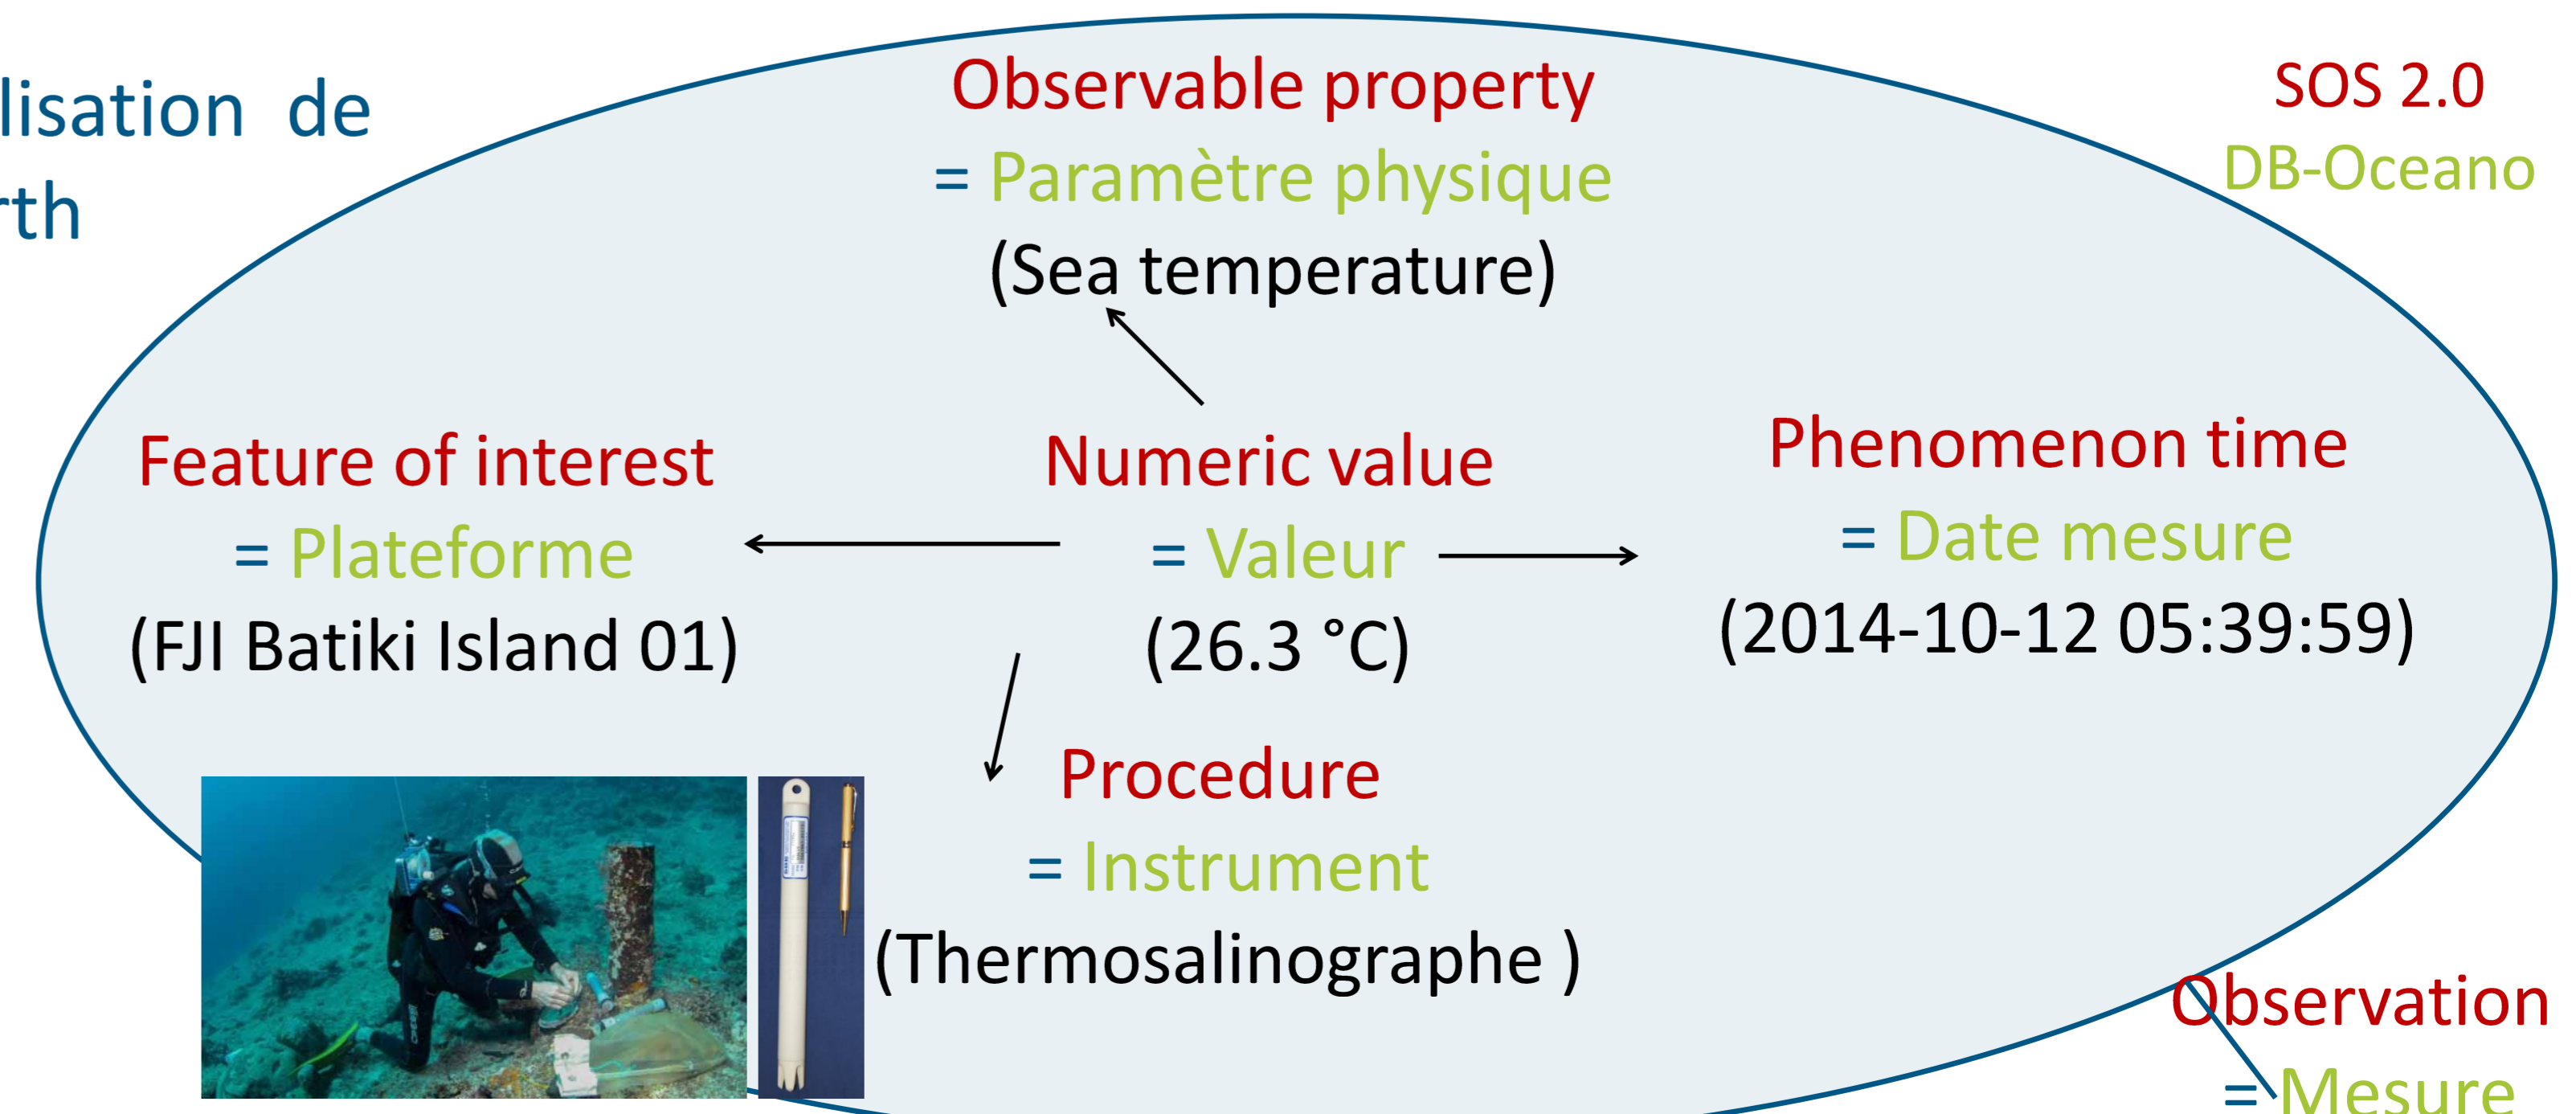 lisation de
rth
Observable property
= Paramètre physique
(Sea temperature)
SOS 2.0
DB-Oceano
Feature of interest
= Plateforme
(FJI Batiki Island 01)
Numeric value
= Valeur
(26.3 °C)
Phenomenon time
= Date mesure
(2014-10-12 05:39:59)
Procedure
= Instrument
(Thermosalinographe )
Observation
= Mesure